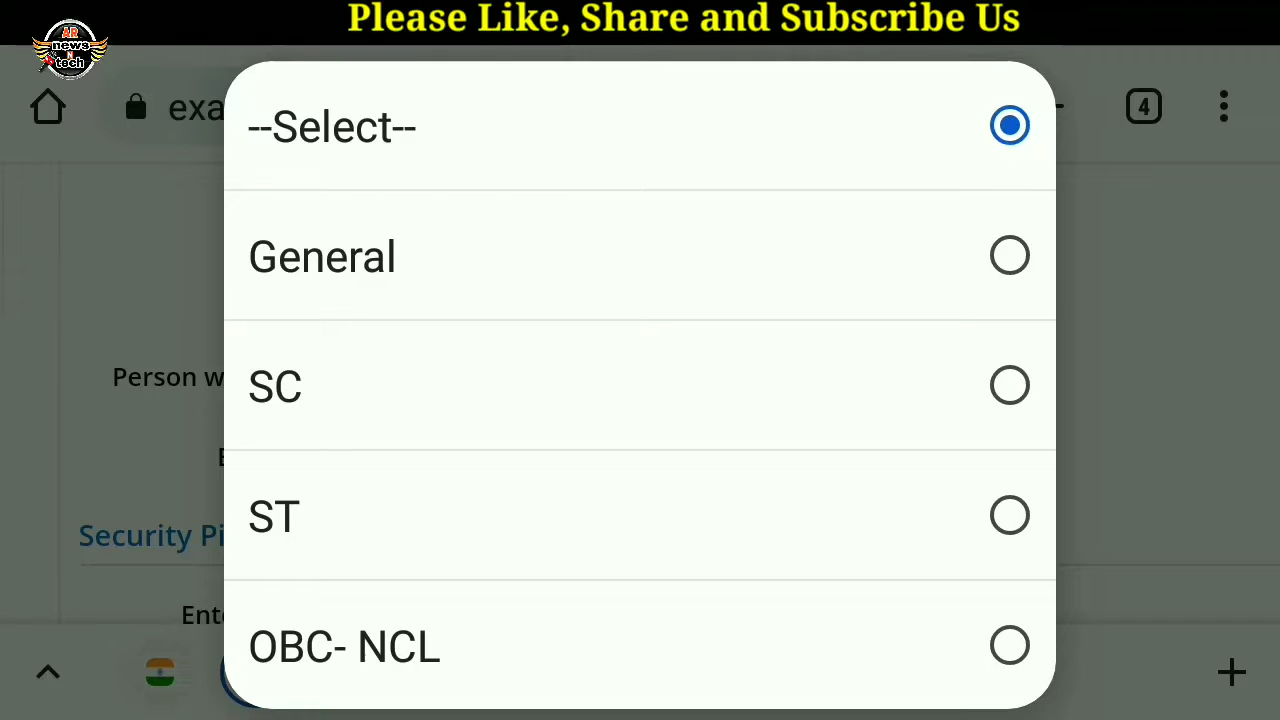 Please Like, Share and Subscribe Us
AR
news
N
tech
exa
4
--Select--
General
SC
Person w
E
ST
Security Pi
Ente
OBC- NCL